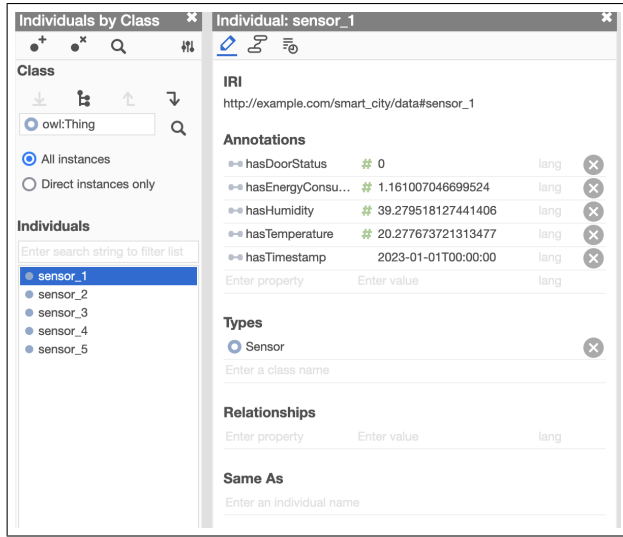 Individuals by Class
Class
owl:Thing
All instances
Direct instances only
Individuals
Enter search string to filter list
sensor_1
sensor_2
sensor_3
sensor_4
sensor_5
Individual: sensor_1
IRI
http://example.com/smart_city/data#sensor_1
Annotations
hasDoorStatus # 0 lang
hasEnergyConsu... # 1.161007046699524 lang
hasHumidity # 39.279518127441406 lang
hasTemperature # 20.277673721313477 lang
hasTimestamp 2023-01-01T00:00:00 lang
Enter property Enter value lang
Types
Sensor
Enter a class name
Relationships
Enter property Enter value lang
Same As
Enter an individual name